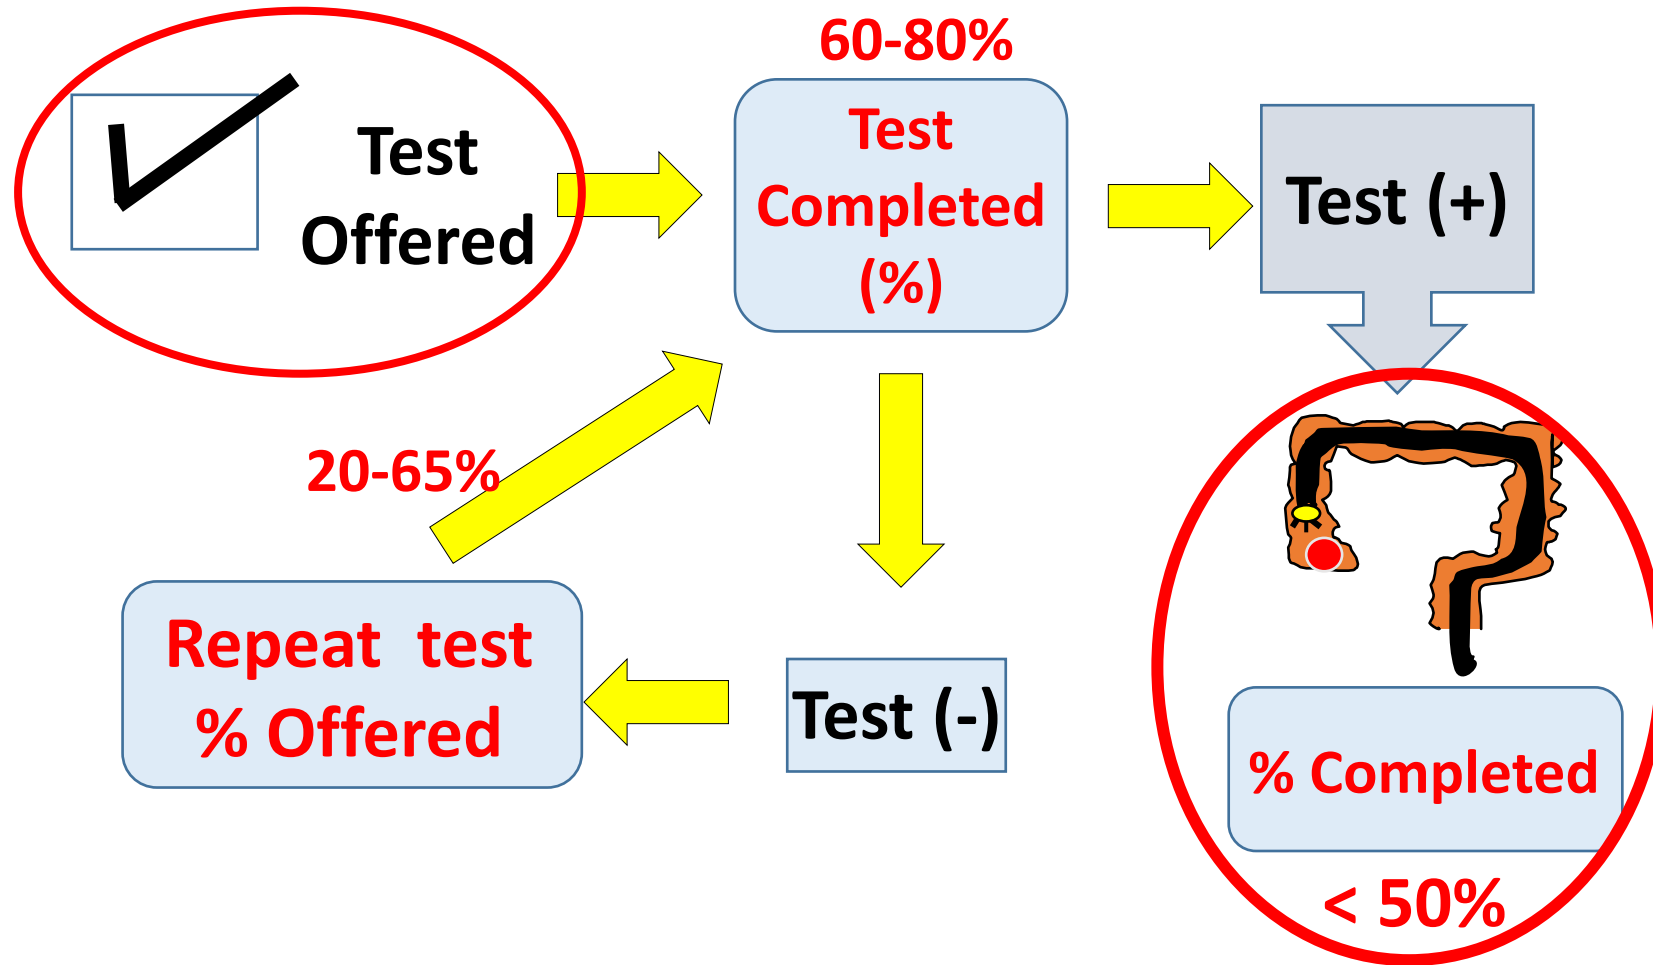 60-80%
Test
Offered
Test
Completed
(%)
Test (+)
20-65%
Repeat test
% Offered
Test (-)
% Completed
< 50%